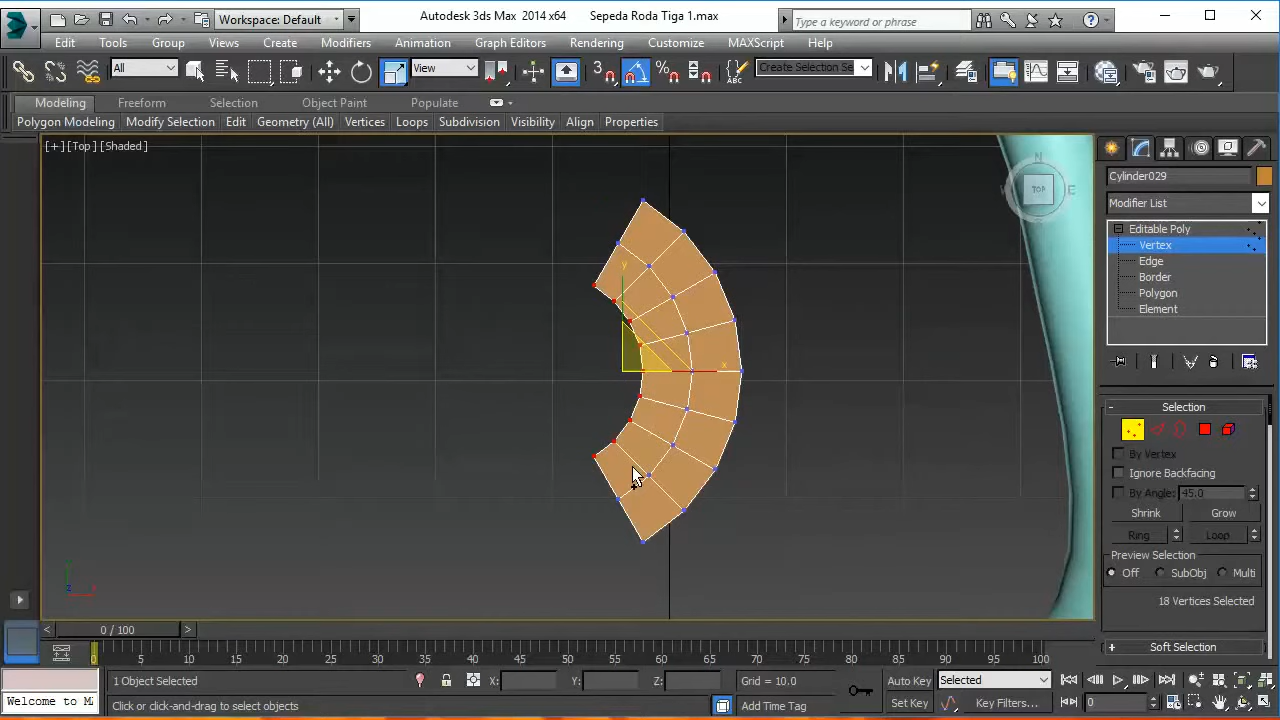 Workspace: Default
Autodesk 3ds Max 2014 x64
Sepeda Roda Tiga 1.max
Type a keyword or phrase
Edit Tools Group Views Create Modifiers Animation Graph Editors Rendering Customize MAXScript Help
All
View
Create Selection Se
3
ABC
Modeling Freeform Selection Object Paint Populate
Polygon Modeling Modify Selection Edit Geometry (All) Vertices Loops Subdivision Visibility Align Properties
[+] [Top ] [Shaded ]
N
TOP
E
y
x
Cylinder029
Modifier List
Editable Poly
Vertex
Edge
Border
Polygon
Element
- Selection
By Vertex
Ignore Backfacing
By Angle: 45.0
Shrink Grow
Ring Loop
Preview Selection
Off SubObj Multi
18 Vertices Selected
+ Soft Selection
0 / 100
0 5 10 15 20 25 30 35 40 45 50 55 60 65 70 75 80 85 90 95 100
1 Object Selected
X: Y: Z:
Grid = 10.0
Auto Key
Selected
Welcome to M
Click or click-and-drag to select objects
Add Time Tag
Set Key
Key Filters...
0